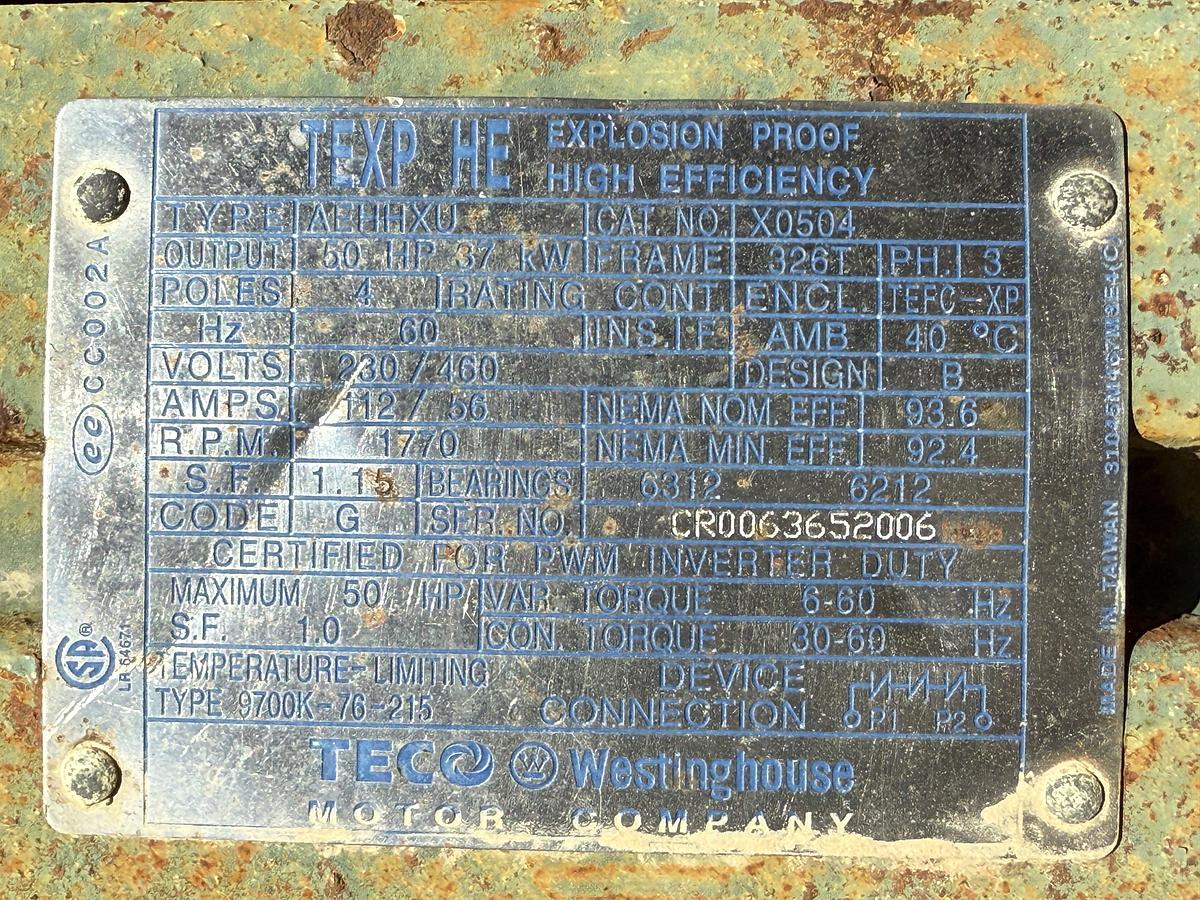 TEXP HE EXPLOSION PROOF
HIGH EFFICIENCY
TYPE AEHHXU CAT. NO. X0504
OUTPUT 50 HP 37 kW FRAME 326T PH. 3
POLES 4 RATING CONT. ENCL. TEFC-XP
Hz 60 INS. F AMB 40 °C
VOLTS 230/460 DESIGN B
AMPS. 112/ 56 NEMA NOM. EFF. 93.6
R.P.M. 1770 NEMA MIN. EFF. 92.4
S.F. 1.15 BEARINGS 6312 6212
CODE G SER. NO. CR0063652006
CERTIFIED FOR PWM INVERTER DUTY
MAXIMUM 50 HP VAR. TORQUE 6-60 Hz
S.F. 1.0 CON. TORQUE 30-60 Hz
TEMPERATURE-LIMITING DEVICE
TYPE 9700K-76-215 CONNECTION P1 P2
TECO W Westinghouse
MOTOR COMPANY
ee CC002A
SA ® LR 64671
MADE IN TAIWAN